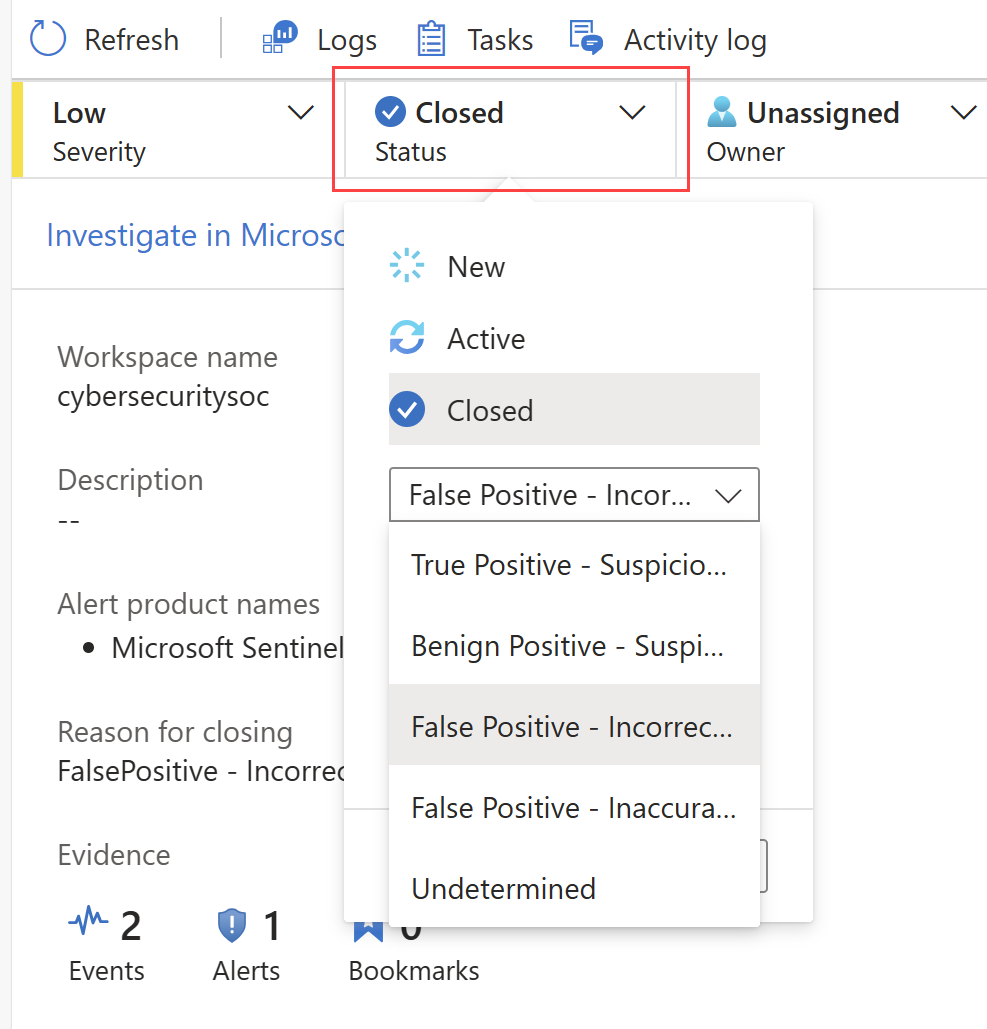 Refresh Logs Tasks Activity log
Low Closed Unassigned
Severity Status Owner
Investigate in Microsc
New
Active
Closed
False Positive - Incor...
True Positive - Suspicio...
Benign Positive - Suspi...
False Positive - Incorrec...
False Positive - Inaccura...
Undetermined
Workspace name
cybersecuritysoc
Description
--
Alert product names
• Microsoft Sentinel
Reason for closing
FalsePositive - Incorrec
Evidence
2 1 0
Events Alerts Bookmarks